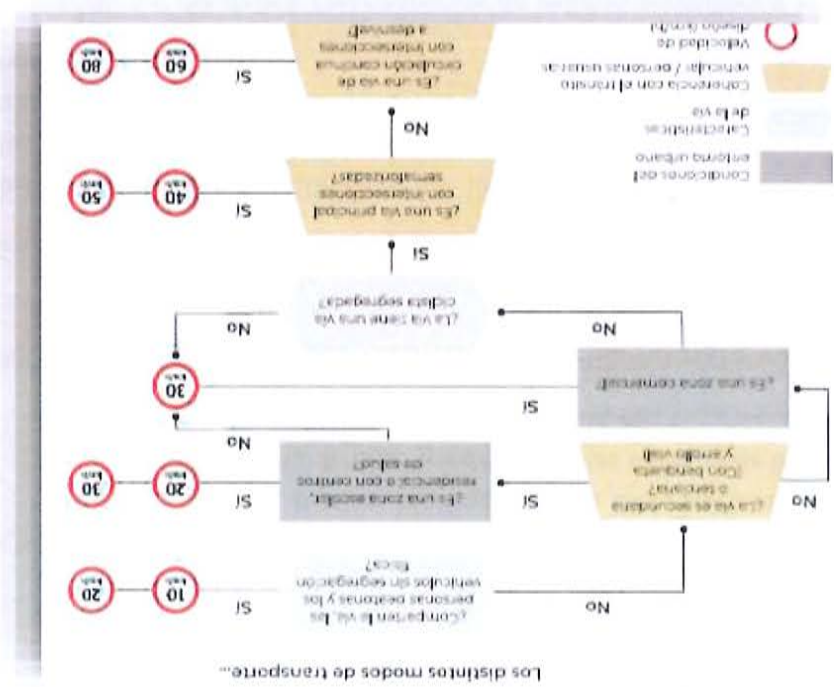 Los distintos modos de transporte...
¿Comparten la vía, las
personas peatonas y los
vehículos sin segregación
física?
No
Sí
10
km/h
20
km/h
¿La vía es secundaria
o terciaria?
(Con banqueta
y arroyo vial)
No
Sí
¿Es una zona escolar,
residencial o con centros
de salud?
Sí
20
km/h
30
km/h
No
¿Es una zona comercial?
Sí
30
km/h
No
¿La vía tiene una vía
ciclista segregada?
No
Sí
¿Es una vía principal
con intersecciones
semaforizadas?
Sí
40
km/h
50
km/h
No
¿Es una vía de
circulación continua
con intersecciones
a desnivel?
Sí
60
km/h
80
km/h
Condiciones del
entorno urbano
Características
de la vía
Coherencia con el tránsito
vehicular / personas usuarias
Velocidad de
diseño (km/h)